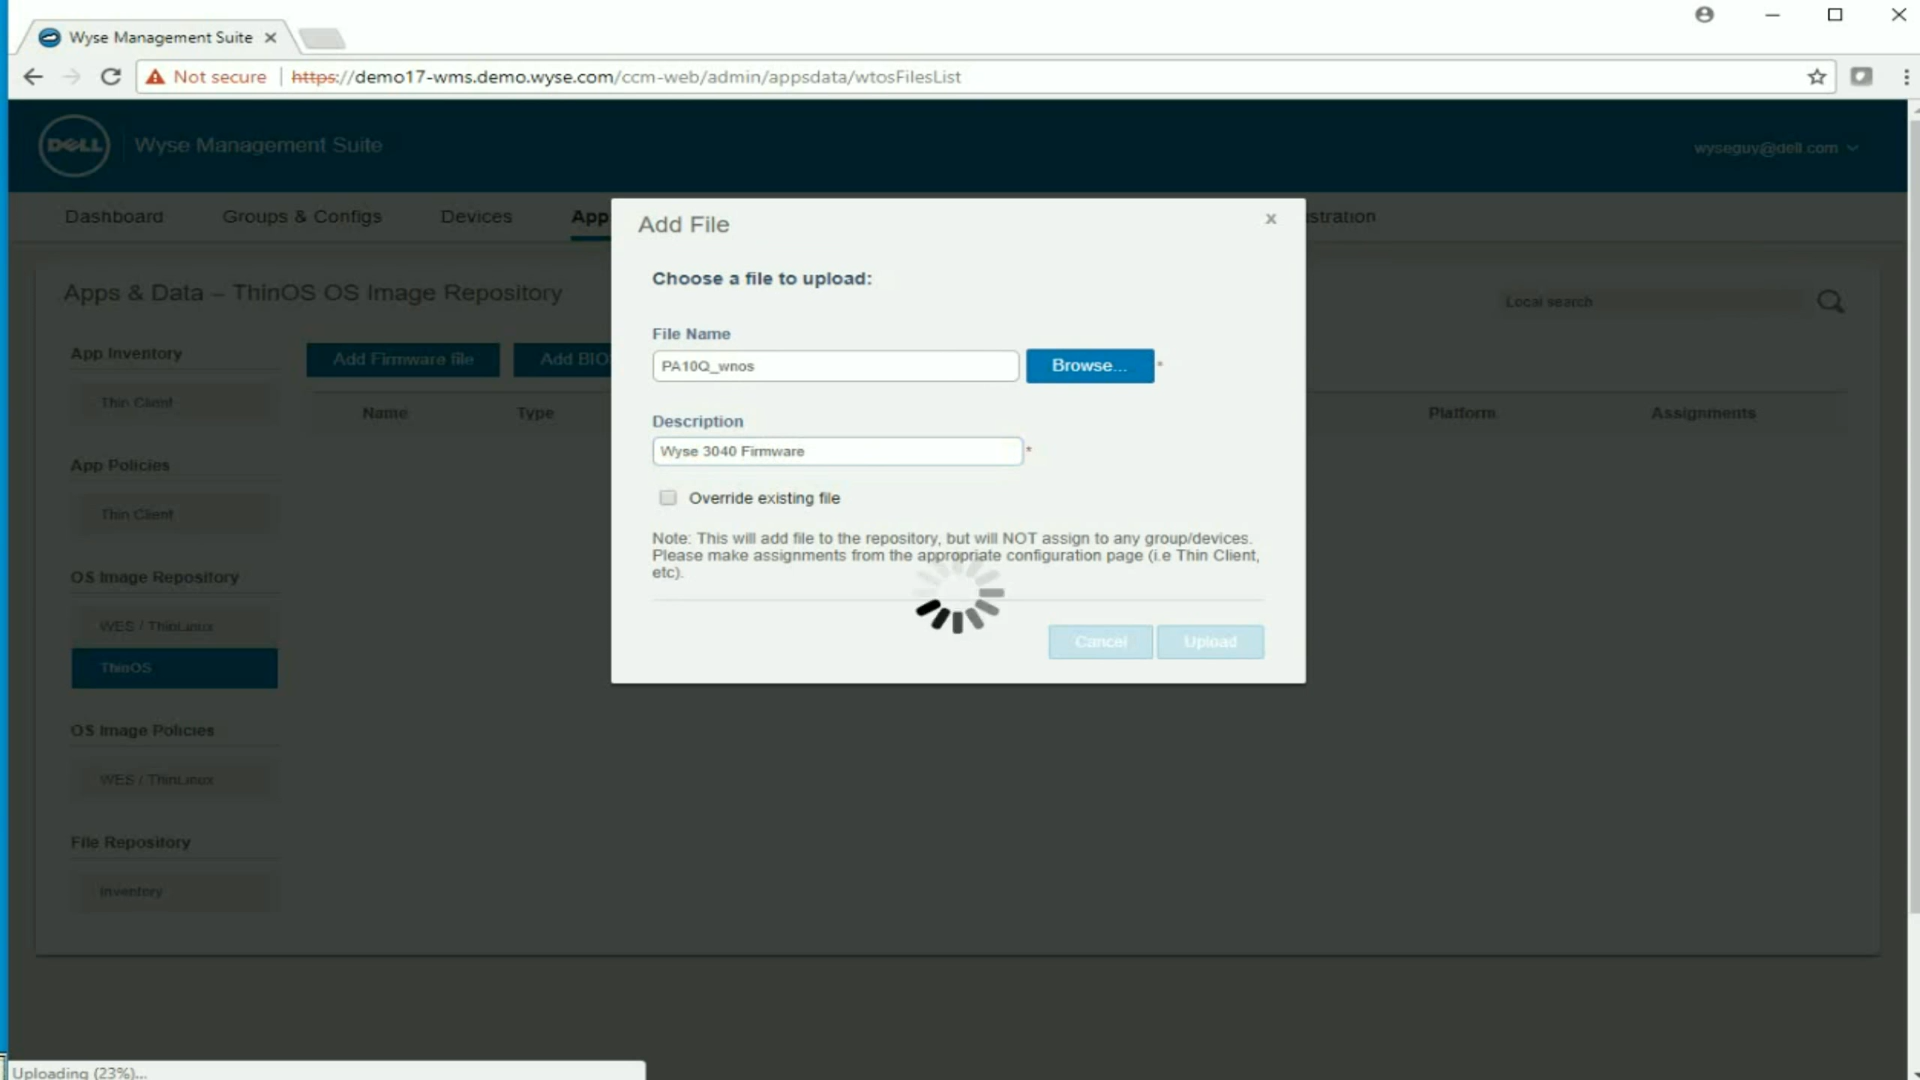 Wyse Management Suite
Not secure | https://demo17-wms.demo.wyse.com/ccm-web/admin/appsdata/wtosFilesList
DELL
Wyse Management Suite
wyseguy@dell.com
Dashboard
Groups & Configs
Devices
App
stration
Add File
x
Apps & Data – ThinOS OS Image Repository
Local search
Choose a file to upload:
App Inventory
Thin Client
Add Firmware file
Add BIO
File Name
PA10Q_wnos
Browse...
*
Name
Type
Platform
Assignments
Description
Wyse 3040 Firmware
*
App Policies
Thin Client
Override existing file
Note: This will add file to the repository, but will NOT assign to any group/devices.
Please make assignments from the appropriate configuration page (i.e Thin Client,
etc).
Cancel
Upload
OS Image Repository
WES / ThinLinux
ThinOS
OS Image Policies
WES / ThinLinux
File Repository
Inventory
Uploading (23%)...